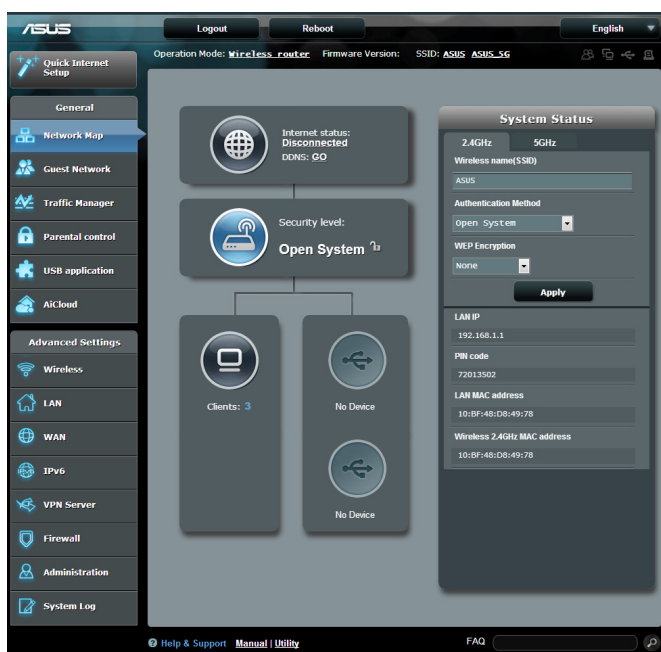 ASUS
Logout
Reboot
English
Quick Internet
Setup
Operation Mode: Wireless router Firmware Version: SSID: ASUS ASUS_5G
General
Network Map
Guest Network
Traffic Manager
Parental control
USB application
AiCloud
Advanced Settings
Wireless
LAN
WAN
IPv6
VPN Server
Firewall
Administration
System Log
Internet status:
Disconnected
DDNS: GO
Security level:
Open System
Clients: 3
No Device
No Device
System Status
2.4GHz
5GHz
Wireless name(SSID)
ASUS
Authentication Method
Open System
WEP Encryption
None
Apply
LAN IP
192.168.1.1
PIN code
72013502
LAN MAC address
10:BF:48:D8:49:78
Wireless 2.4GHz MAC address
10:BF:48:D8:49:78
Help & Support Manual | Utility
FAQ